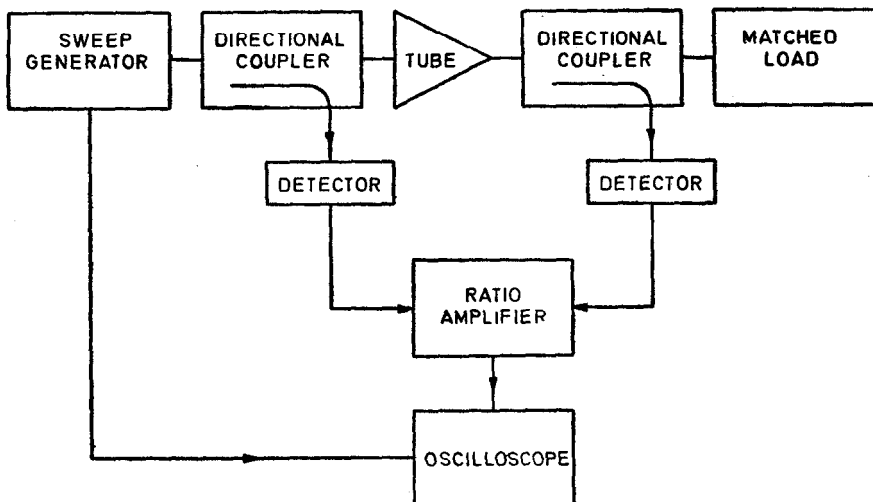 SWEEP
GENERATOR
DIRECTIONAL
COUPLER
TUBE
DIRECTIONAL
COUPLER
MATCHED
LOAD
DETECTOR
DETECTOR
RATIO
AMPLIFIER
OSCILLOSCOPE